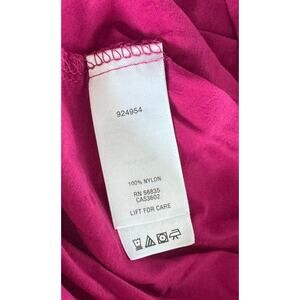 924954
100% NYLON
RN 56835
CA53602
LIFT FOR CARE